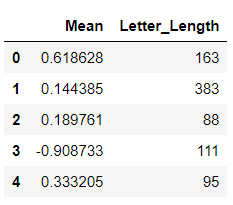 Mean Letter_Length
0 0.618628 163
1 0.144385 383
2 0.189761 88
3 -0.908733 111
4 0.333205 95